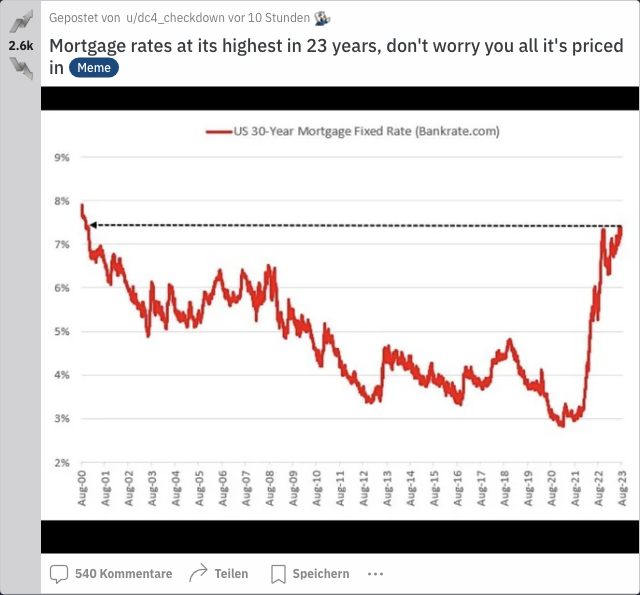 Gepostet von u/dc4_checkdown vor 10 Stunden
2.6k
Mortgage rates at its highest in 23 years, don't worry you all it's priced
in Meme
US 30-Year Mortgage Fixed Rate (Bankrate.com)
9%
8%
7%
6%
5%
4%
3%
2%
Aug-00
Aug-01
Aug-02
Aug-03
Aug-04
Aug-05
Aug-06
Aug-07
Aug-08
Aug-09
Aug-10
Aug-11
Aug-12
Aug-13
Aug-14
Aug-15
Aug-16
Aug-17
Aug-18
Aug-19
Aug-20
Aug-21
Aug-22
Aug-23
540 Kommentare Teilen Speichern